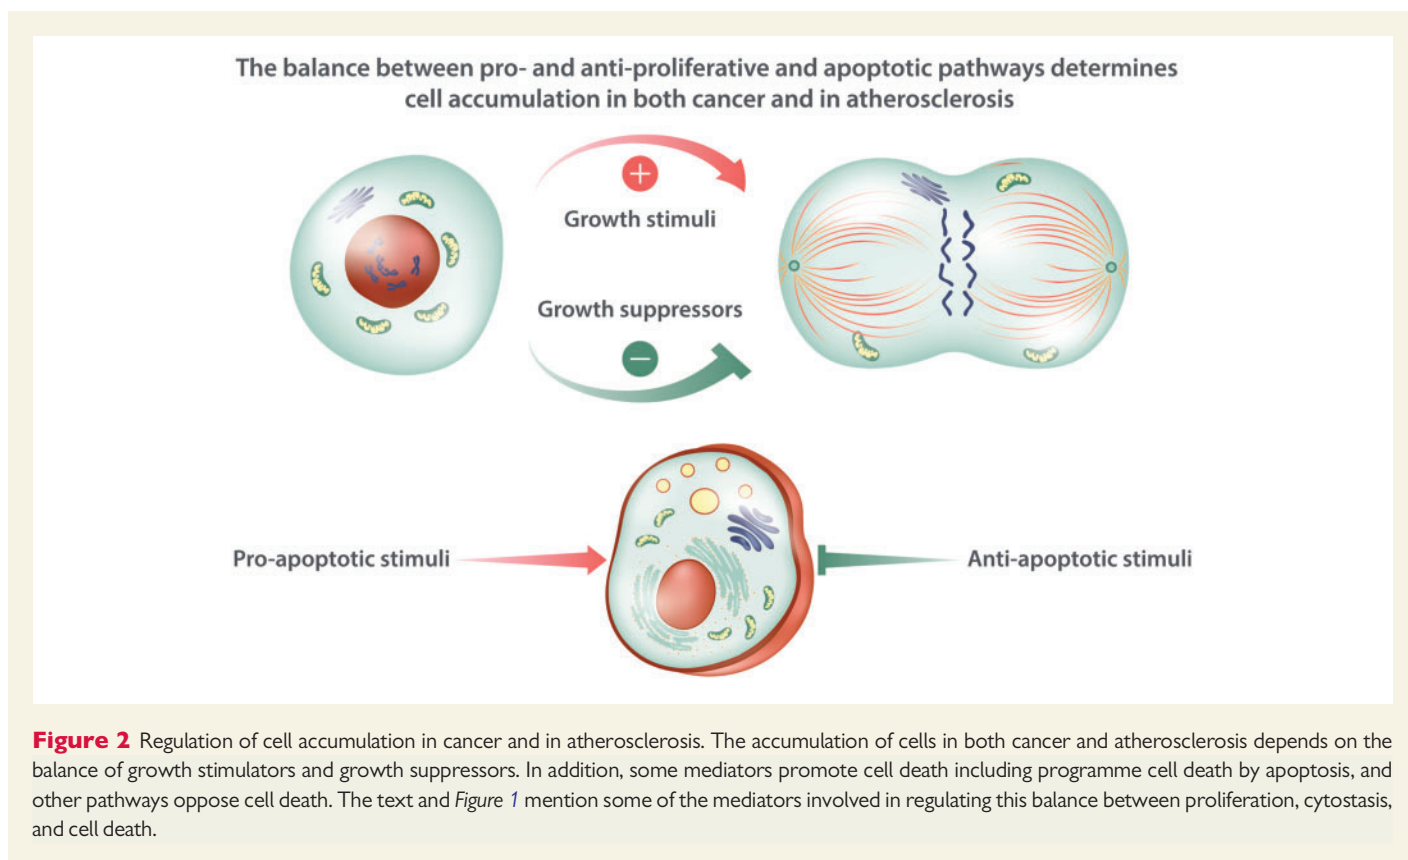 The balance between pro- and anti-proliferative and apoptotic pathways determines
cell accumulation in both cancer and in atherosclerosis
+
Growth stimuli
Growth suppressors
−
Pro-apoptotic stimuli
Anti-apoptotic stimuli
Figure 2 Regulation of cell accumulation in cancer and in atherosclerosis. The accumulation of cells in both cancer and atherosclerosis depends on the
balance of growth stimulators and growth suppressors. In addition, some mediators promote cell death including programme cell death by apoptosis, and
other pathways oppose cell death. The text and Figure 1 mention some of the mediators involved in regulating this balance between proliferation, cytostasis,
and cell death.